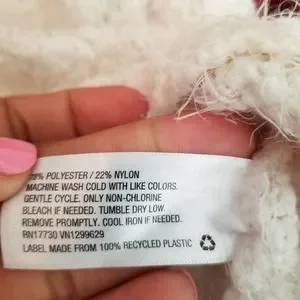 78% POLYESTER / 22% NYLON
MACHINE WASH COLD WITH LIKE COLORS.
GENTLE CYCLE. ONLY NON-CHLORINE
BLEACH IF NEEDED. TUMBLE DRY LOW.
REMOVE PROMPTLY. COOL IRON IF NEEDED.
RN17730 VN1299629
LABEL MADE FROM 100% RECYCLED PLASTIC